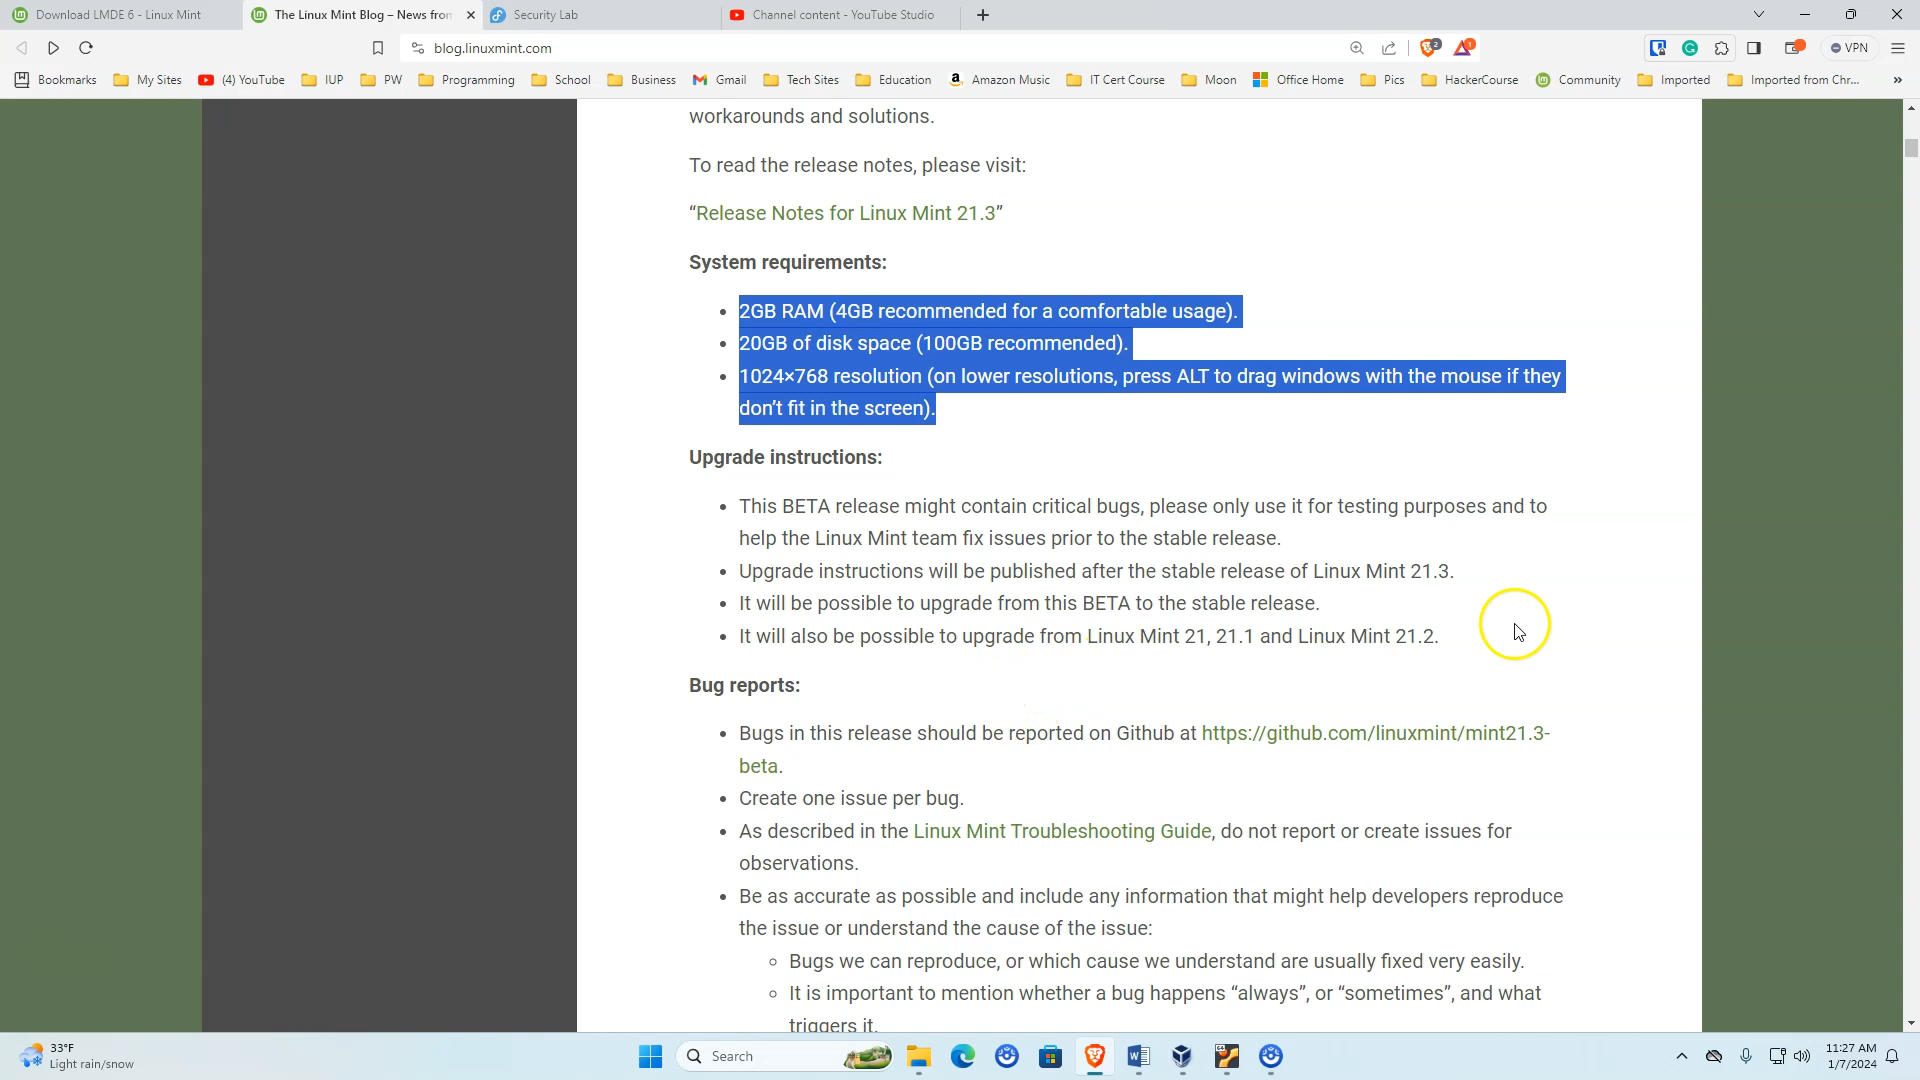 Download LMDE 6 - Linux Mint
The Linux Mint Blog – News from
Security Lab
Channel content - YouTube Studio
blog.linuxmint.com
2
1
VPN
Bookmarks
My Sites
(4) YouTube
IUP
PW
Programming
School
Business
Gmail
Tech Sites
Education
Amazon Music
IT Cert Course
Moon
Office Home
Pics
HackerCourse
Community
Imported
Imported from Chr...
»
workarounds and solutions.
To read the release notes, please visit:
“Release Notes for Linux Mint 21.3”
System requirements:
• 2GB RAM (4GB recommended for a comfortable usage).
• 20GB of disk space (100GB recommended).
• 1024×768 resolution (on lower resolutions, press ALT to drag windows with the mouse if they
don’t fit in the screen).
Upgrade instructions:
• This BETA release might contain critical bugs, please only use it for testing purposes and to
help the Linux Mint team fix issues prior to the stable release.
• Upgrade instructions will be published after the stable release of Linux Mint 21.3.
• It will be possible to upgrade from this BETA to the stable release.
• It will also be possible to upgrade from Linux Mint 21, 21.1 and Linux Mint 21.2.
Bug reports:
• Bugs in this release should be reported on Github at https://github.com/linuxmint/mint21.3-
beta.
• Create one issue per bug.
• As described in the Linux Mint Troubleshooting Guide, do not report or create issues for
observations.
• Be as accurate as possible and include any information that might help developers reproduce
the issue or understand the cause of the issue:
◦ Bugs we can reproduce, or which cause we understand are usually fixed very easily.
◦ It is important to mention whether a bug happens “always”, or “sometimes”, and what
triggers it.
33°F
Light rain/snow
Search
11:27 AM
1/7/2024